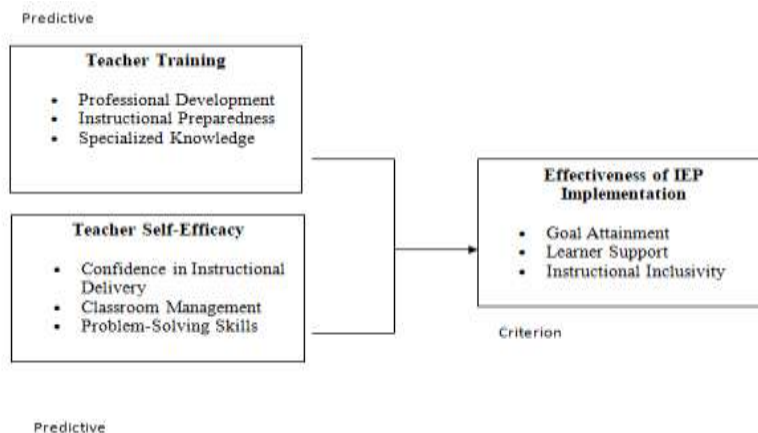 Predictive
Teacher Training
• Professional Development
• Instructional Preparedness
• Specialized Knowledge
Teacher Self-Efficacy
• Confidence in Instructional
Delivery
• Classroom Management
• Problem-Solving Skills
Predictive
Effectiveness of IEP
Implementation
• Goal Attainment
• Learner Support
• Instructional Inclusivity
Criterion